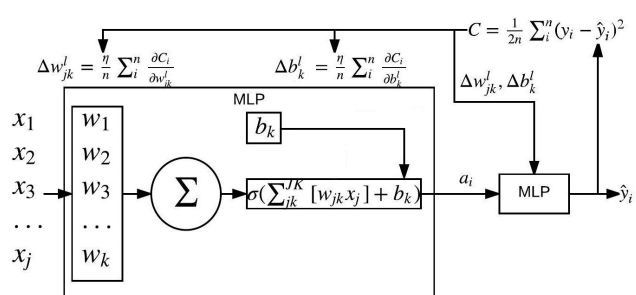 C = \frac{1}{2n} \sum_i^n (y_i - \hat{y}_i)^2
\Delta w_{jk}^l = \frac{\eta}{n} \sum_i^n \frac{\partial C_i}{\partial w_{jk}^l}
\Delta b_k^l = \frac{\eta}{n} \sum_i^n \frac{\partial C_i}{\partial b_k^l}
\Delta w_{jk}^l, \Delta b_k^l
MLP
x_1 w_1 b_k
x_2 w_2
x_3 w_3 Σ σ(\sum_{jk}^{JK} [w_{jk} x_j] + b_k) a_i MLP \hat{y}_i
... ...
x_j w_k